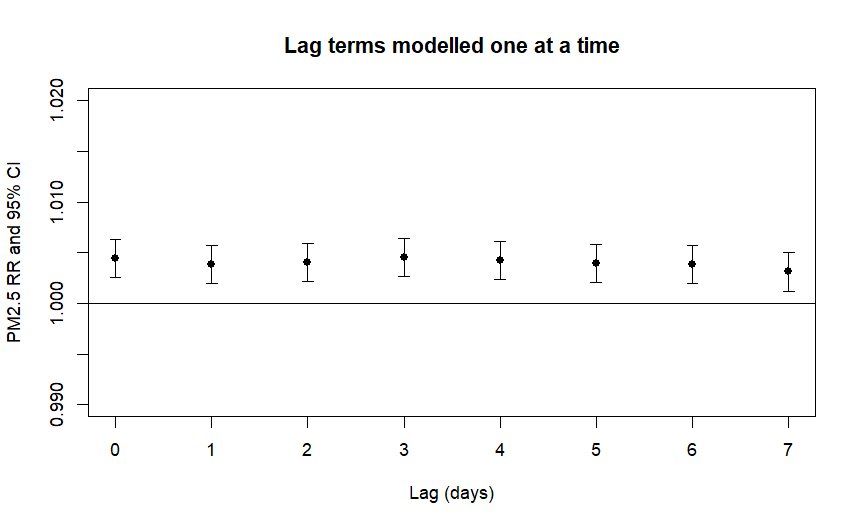 Lag terms modelled one at a time
PM2.5 RR and 95% CI
1.020
1.010
1.000
0.990
0 1 2 3 4 5 6 7
Lag (days)